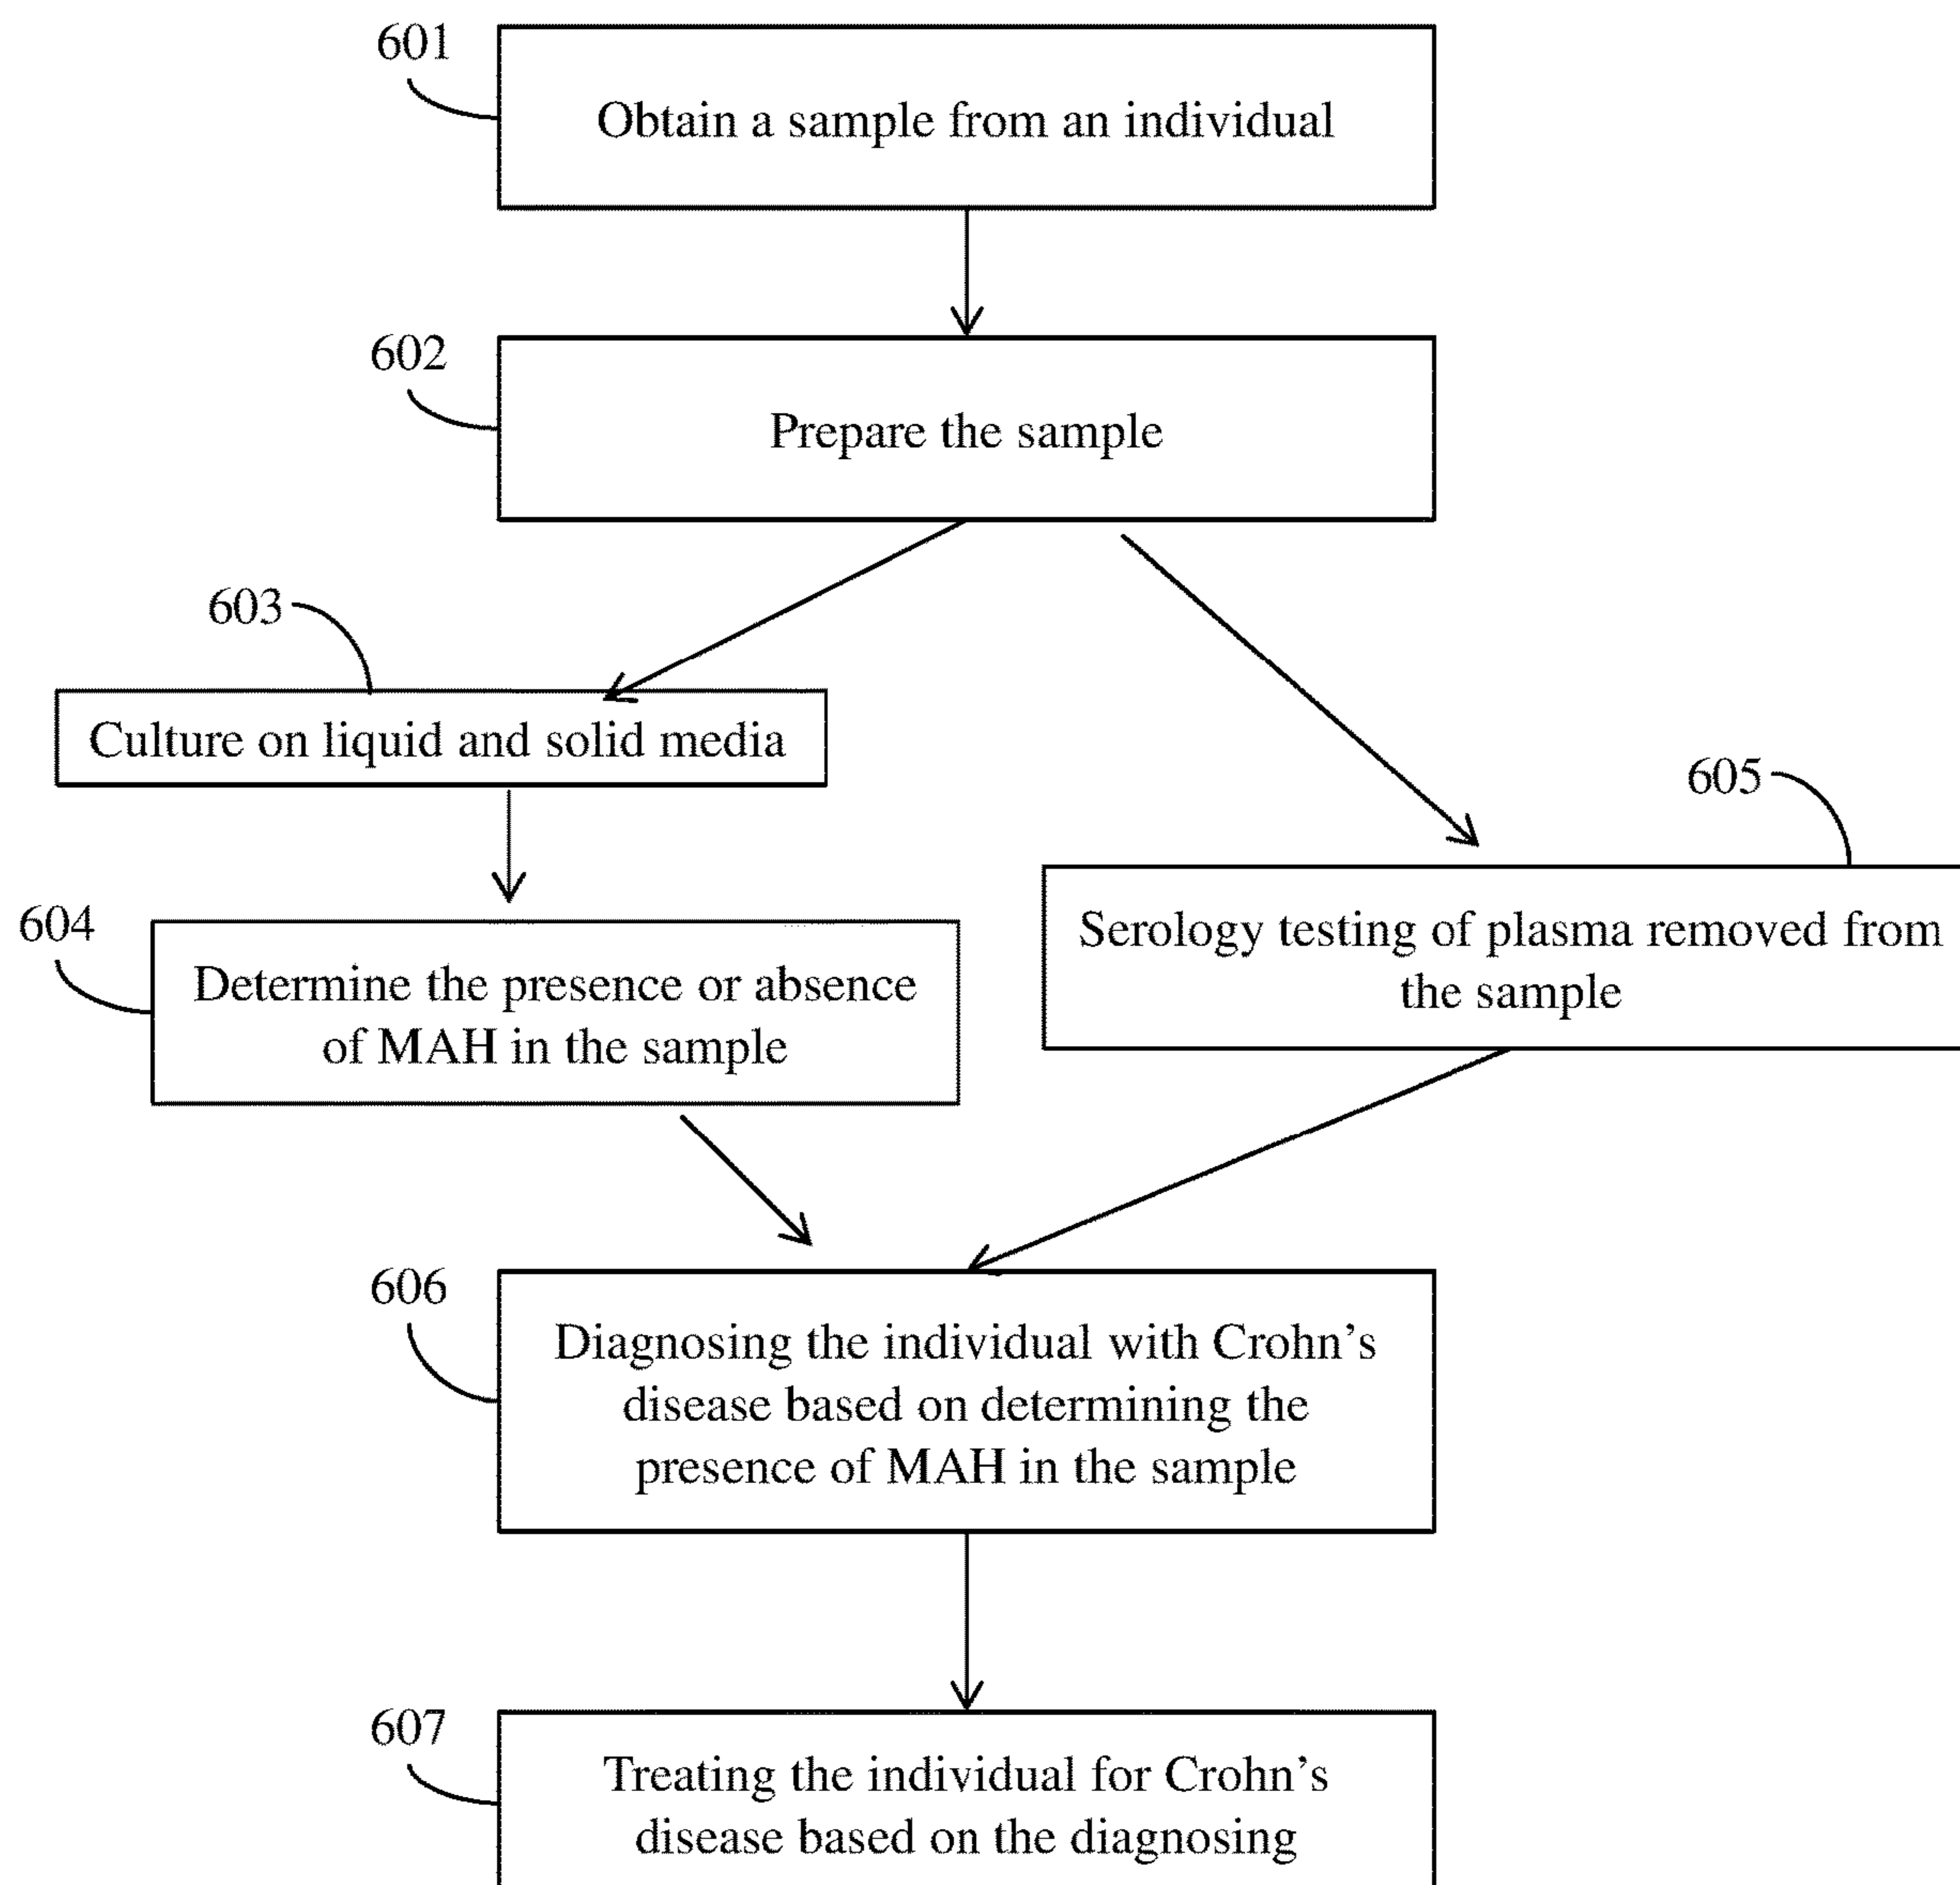 601
Obtain a sample from an individual
602
Prepare the sample
603
Culture on liquid and solid media
605
604
Serology testing of plasma removed from
the sample
Determine the presence or absence
of MAH in the sample
606
Diagnosing the individual with Crohn's
disease based on determining the
presence of MAH in the sample
607
Treating the individual for Crohn's
disease based on the diagnosing